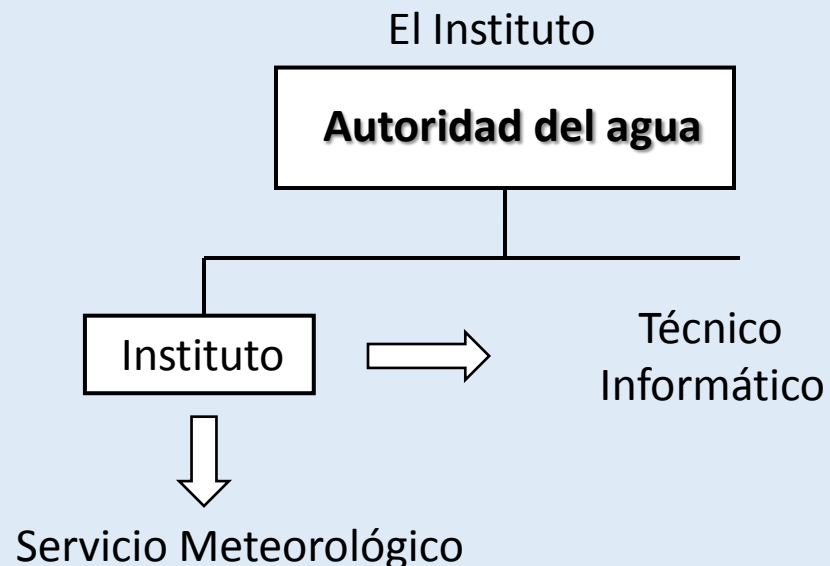 El Instituto
Autoridad del agua
Instituto
Técnico
Informático
Servicio Meteorológico